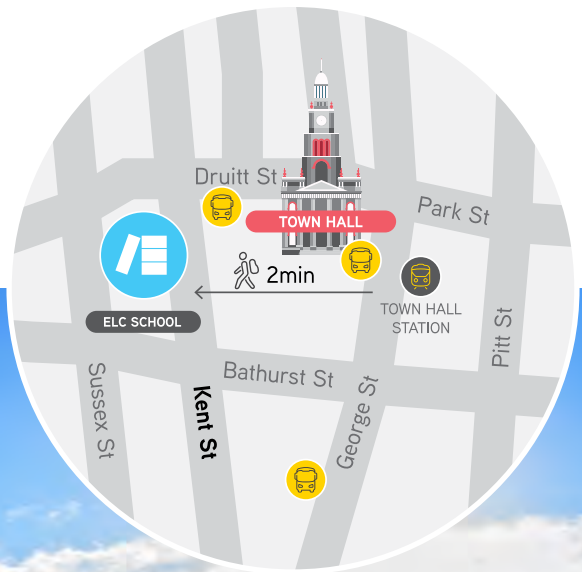 Druitt St
Park St
TOWN HALL
2min
TOWN HALL
STATION
ELC SCHOOL
Pitt St
Bathurst St
Sussex St
Kent St
George St